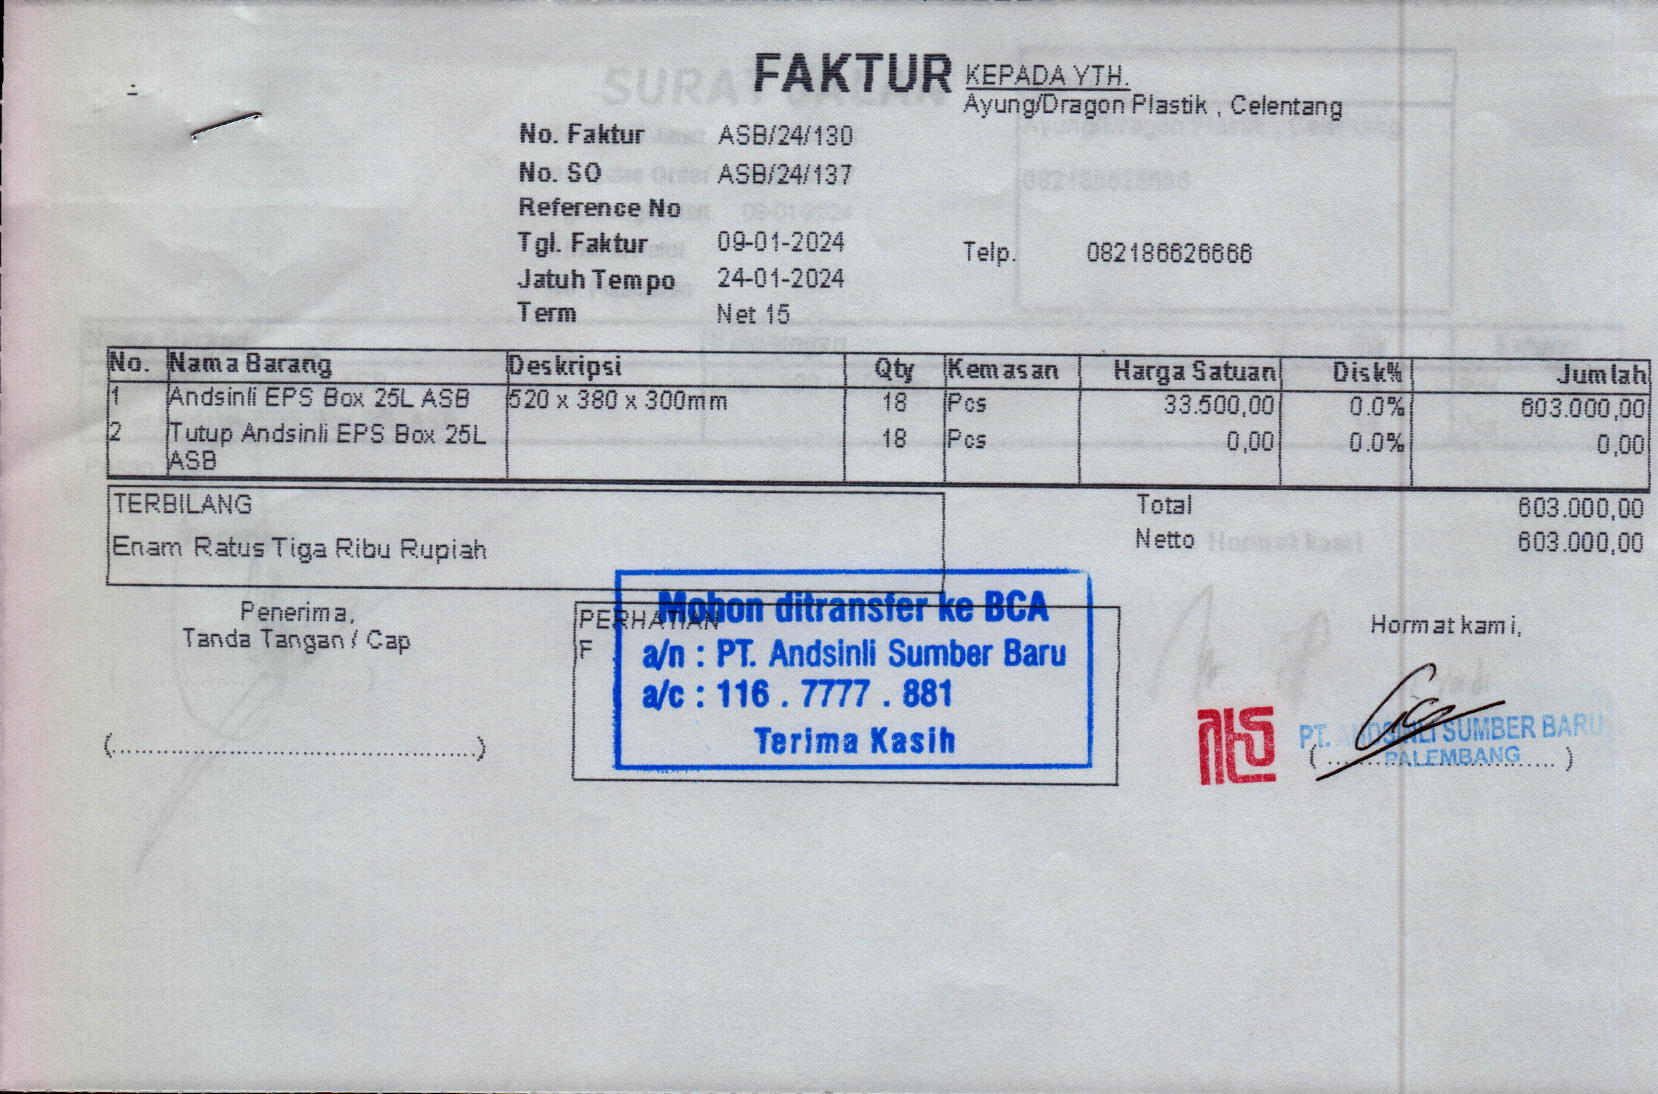 FAKTUR
KEPADA YTH.
Ayung/Dragon Plastik , Celentang
No. Faktur ASB/24/130
No. SO ASB/24/137
Reference No
Tgl. Faktur 09-01-2024
Telp. 082186626666
Jatuh Tempo 24-01-2024
Term Net 15
No. Nama Barang Deskripsi Qty Kemasan Harga Satuan Disk% Jumlah
1 Andsinli EPS Box 25L ASB 520 x 380 x 300mm 18 Pcs 33.500,00 0.0% 603.000,00
2 Tutup Andsinli EPS Box 25L 18 Pcs 0,00 0.0% 0,00
ASB
TERBILANG
Enam Ratus Tiga Ribu Rupiah
Total 603.000,00
Netto 603.000,00
Penerima,
Tanda Tangan / Cap
(..................................................)
PERHATIAN
F
Mohon ditransfer ke BCA
a/n : PT. Andsinli Sumber Baru
a/c : 116 . 7777 . 881
Terima Kasih
Hormat kami,
PT. ANDSINLI SUMBER BARU
PALEMBANG